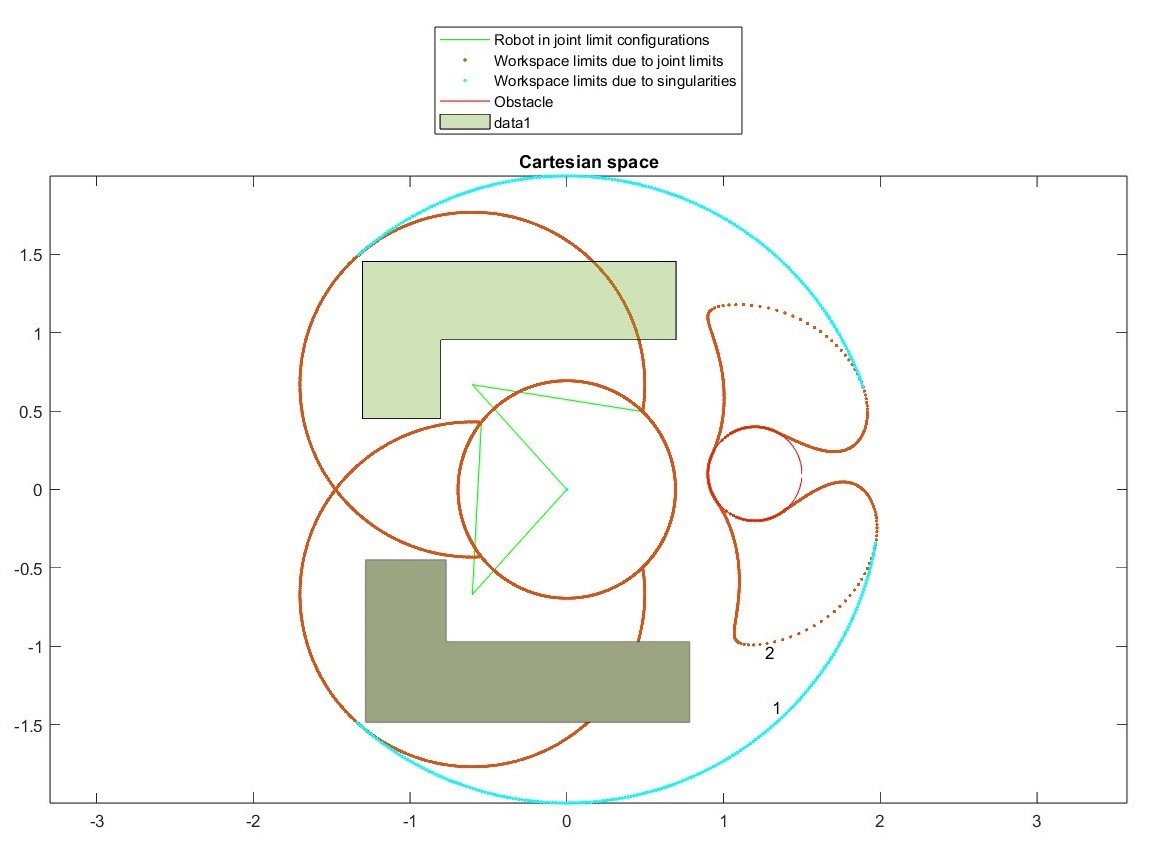 Robot in joint limit configurations
Workspace limits due to joint limits
Workspace limits due to singularities
Obstacle
data1
Cartesian space
1.5
1
0.5
0
-0.5
-1
-1.5
2
1
-3 -2 -1 0 1 2 3